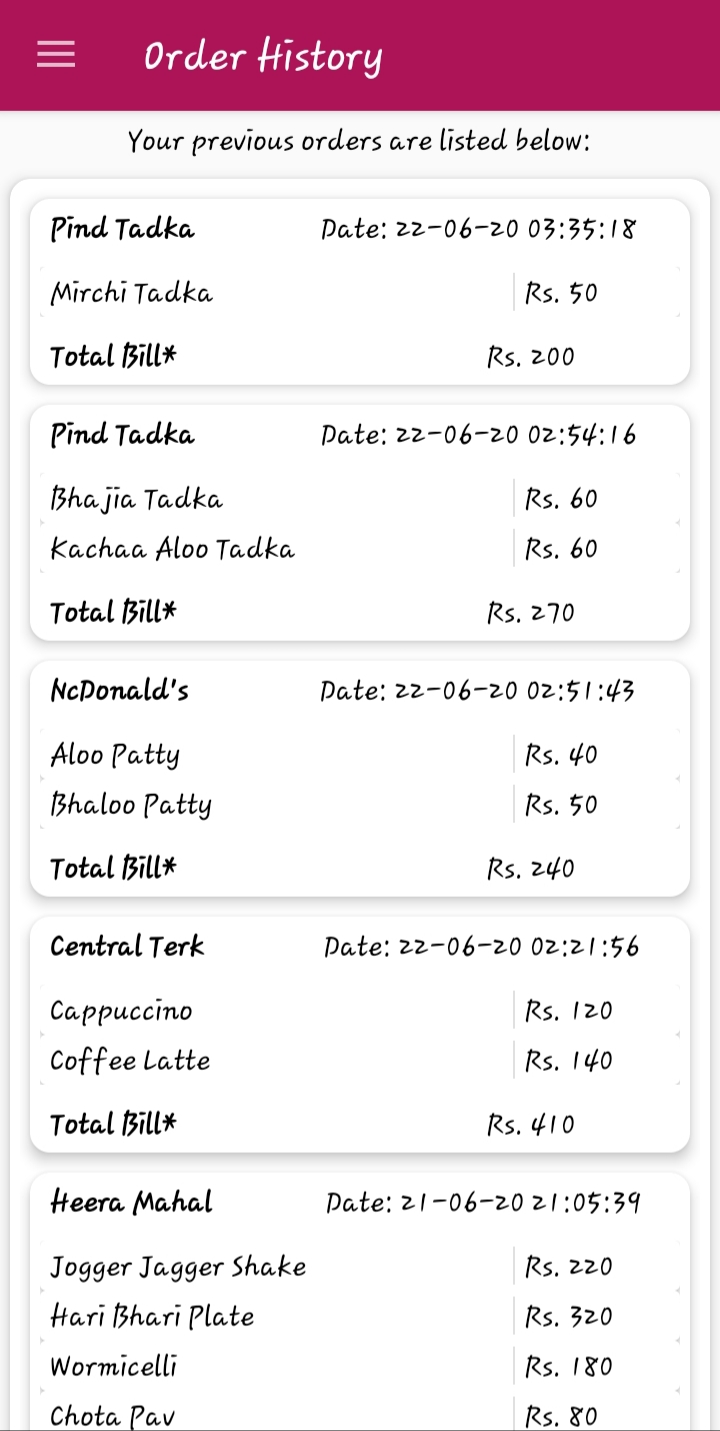 Order History
Your previous orders are listed below:
Pind Tadka Date: 22-06-20 03:35:18
Mirchi Tadka Rs. 50
Total Bill* Rs. 200
Pind Tadka Date: 22-06-20 02:54:16
Bhajia Tadka Rs. 60
Kachaa Aloo Tadka Rs. 60
Total Bill* Rs. 270
NcDonald's Date: 22-06-20 02:51:43
Aloo Patty Rs. 40
Bhaloo Patty Rs. 50
Total Bill* Rs. 240
Central Terk Date: 22-06-20 02:21:56
Cappuccino Rs. 120
Coffee Latte Rs. 140
Total Bill* Rs. 410
Heera Mahal Date: 21-06-20 21:05:39
Jogger Jagger Shake Rs. 220
Hari Bhari Plate Rs. 320
Wormicelli Rs. 180
Chota Pav Rs. 80